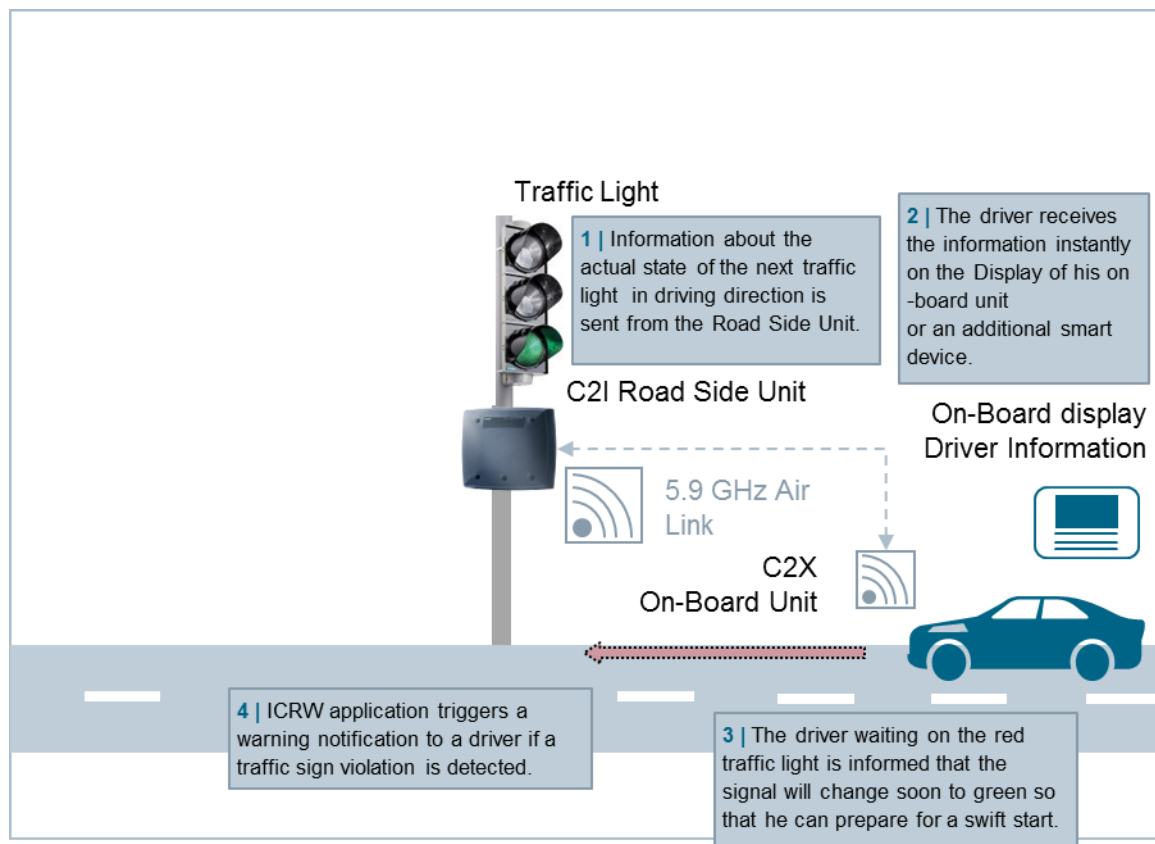 Traffic Light
1 | Information about the
actual state of the next traffic
light in driving direction is
sent from the Road Side Unit.
2 | The driver receives
the information instantly
on the Display of his on
-board unit
or an additional smart
device.
C2I Road Side Unit
On-Board display
Driver Information
5.9 GHz Air
Link
C2X
On-Board Unit
4 | ICRW application triggers a
warning notification to a driver if a
traffic sign violation is detected.
3 | The driver waiting on the red
traffic light is informed that the
signal will change soon to green so
that he can prepare for a swift start.